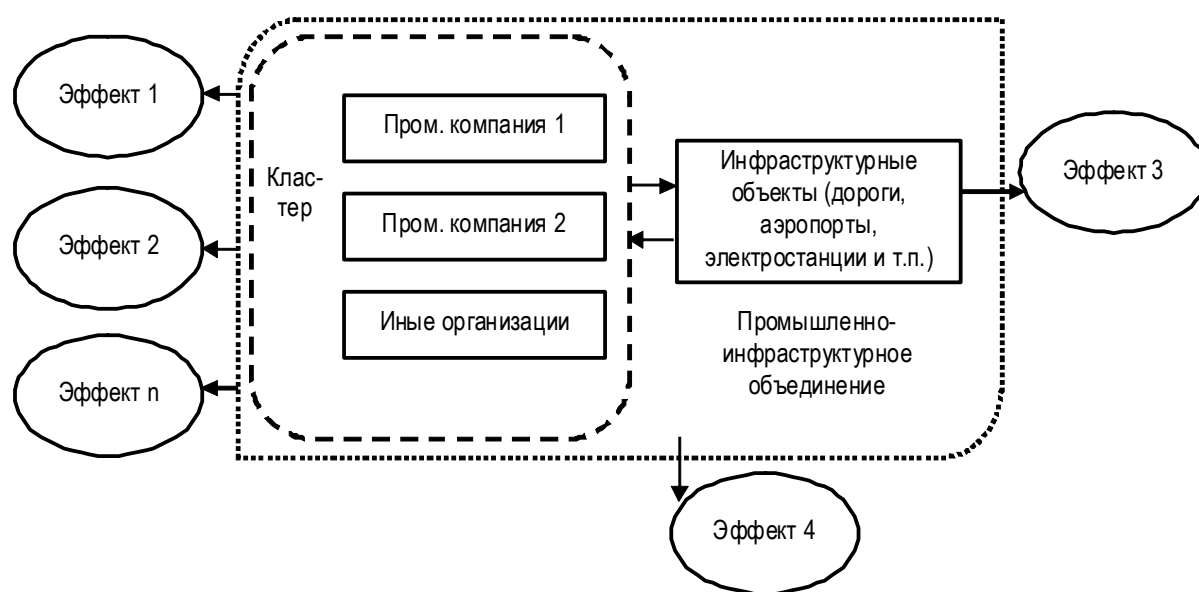 Эффект 1
Эффект 2
Эффект n
Клас-
тер
Пром. компания 1
Пром. компания 2
Иные организации
Инфраструктурные
объекты (дороги,
аэропорты,
электростанции и т.п.)
Промышленно-
инфраструктурное
объединение
Эффект 3
Эффект 4